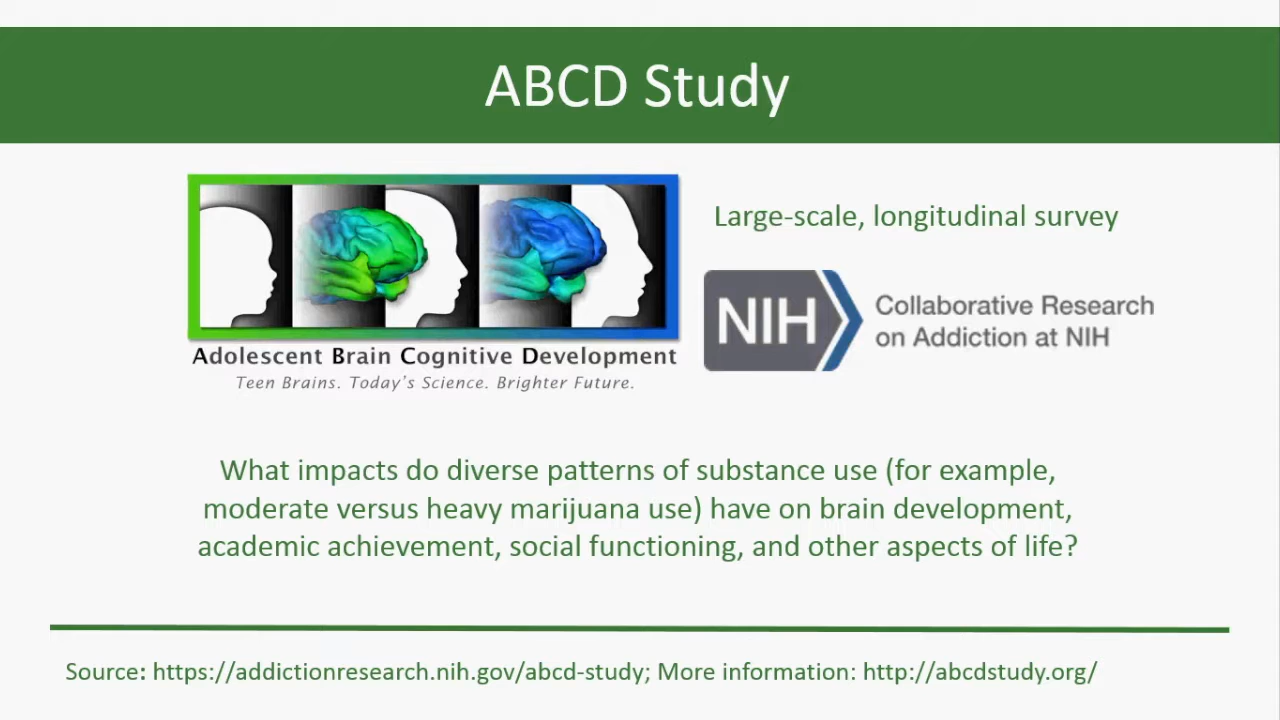 ABCD Study
Adolescent Brain Cognitive Development
Teen Brains. Today's Science. Brighter Future.
Large-scale, longitudinal survey
NIH
Collaborative Research
on Addiction at NIH
What impacts do diverse patterns of substance use (for example,
moderate versus heavy marijuana use) have on brain development,
academic achievement, social functioning, and other aspects of life?
Source: https://addictionresearch.nih.gov/abcd-study; More information: http://abcdstudy.org/